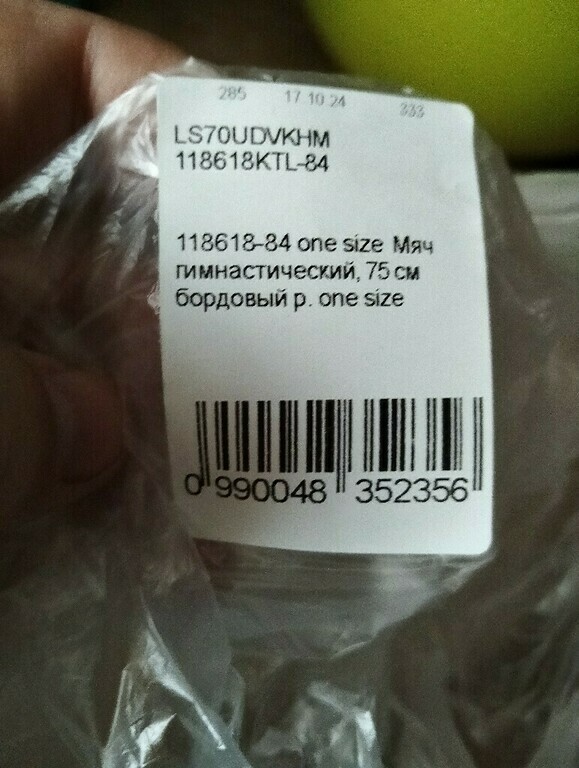 285 17 10 24 333
LS70UDVKHM
118618KTL-84
118618-84 one size Мяч
гимнастический, 75 см
бордовый р. one size
0 990048 352356